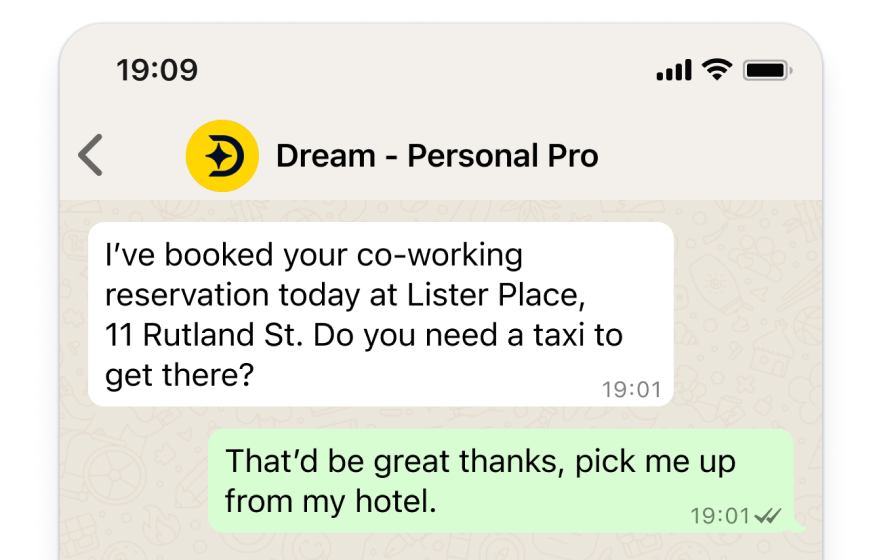 19:09
Dream - Personal Pro
I’ve booked your co-working
reservation today at Lister Place,
11 Rutland St. Do you need a taxi to
get there?
19:01
That’d be great thanks, pick me up
from my hotel.
19:01